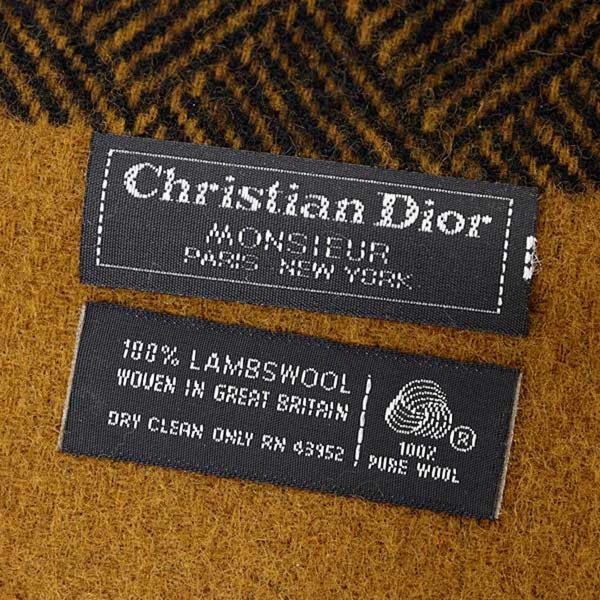 Christian Dior
MONSIEUR
PARIS - NEW YORK
100% LAMBSWOOL
WOVEN IN GREAT BRITAIN
DRY CLEAN ONLY RN 43952
®
100%
PURE WOOL